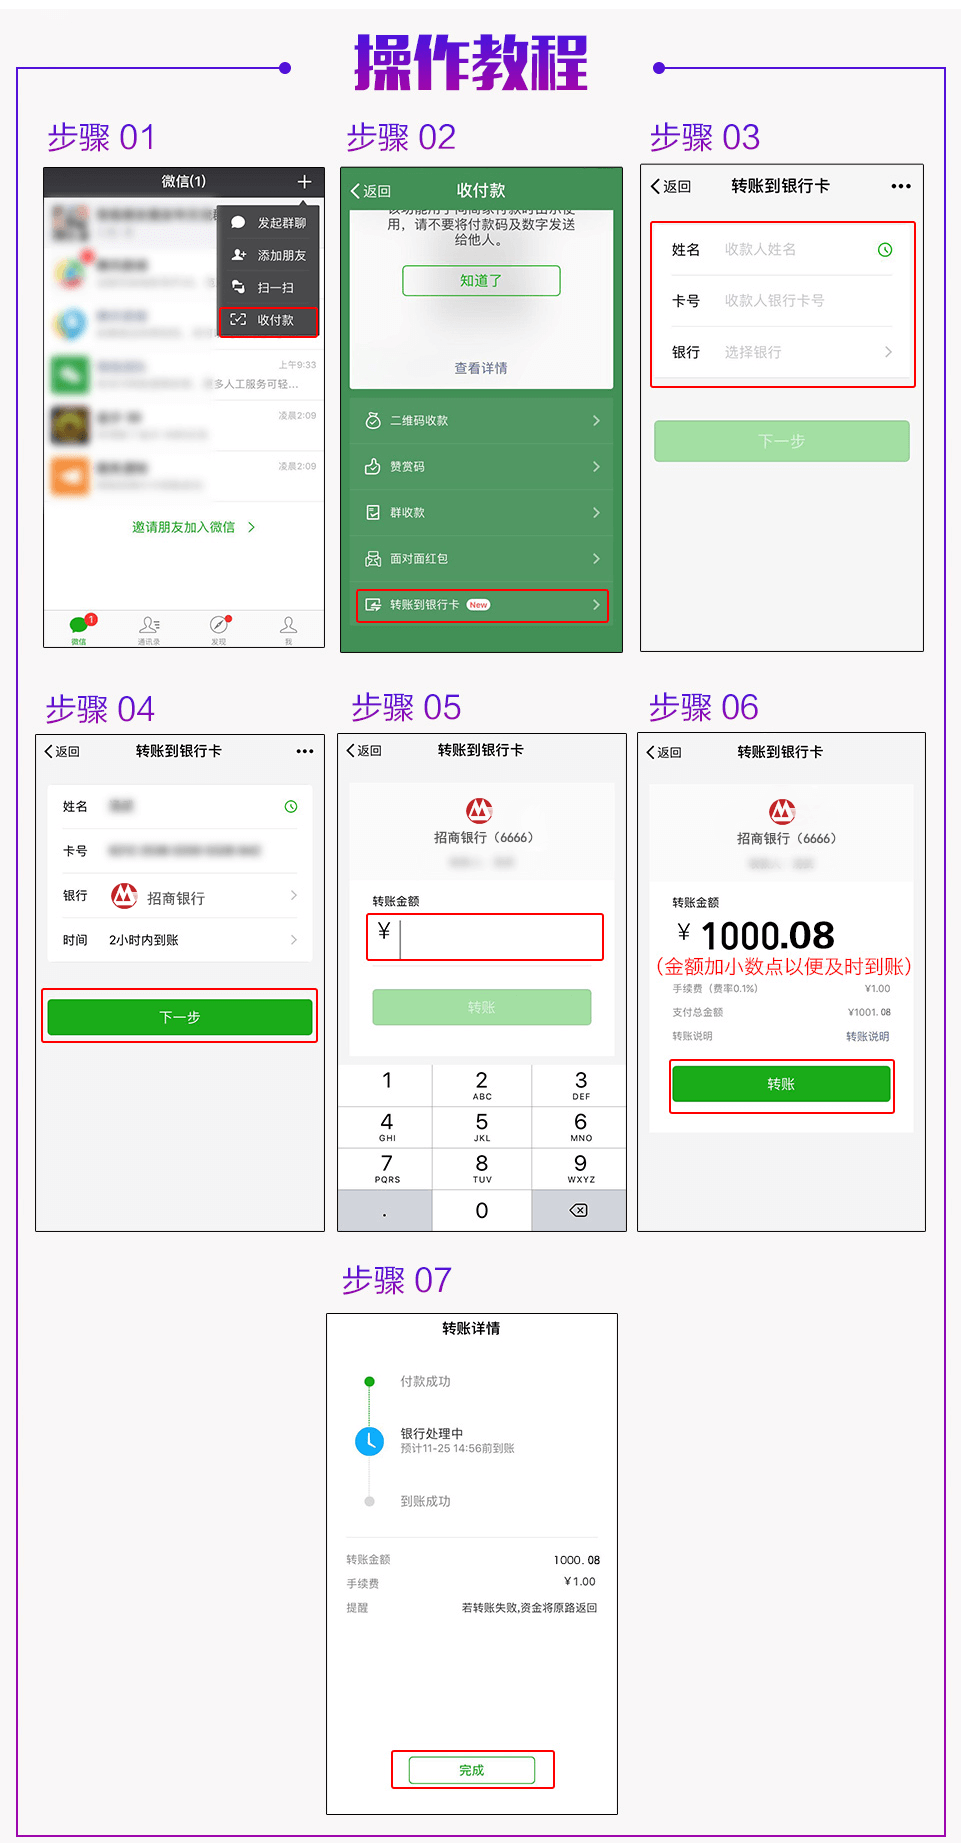 操作教程
步骤 01
微信(1)
发起群聊
添加朋友
扫一扫
收付款
上午9:33
多人工服务可轻...
凌晨2:09
凌晨2:09
邀请朋友加入微信
1
微信
通讯录
发现
我
步骤 02
返回
收付款
用，请不要将付款码及数字发送
给他人。
知道了
查看详情
二维码收款
赞赏码
群收款
面对面红包
转账到银行卡 New
步骤 03
返回
转账到银行卡
姓名 收款人姓名
卡号 收款人银行卡号
银行 选择银行
下一步
步骤 04
返回
转账到银行卡
姓名
卡号
银行 招商银行
时间 2小时内到账
下一步
步骤 05
返回
转账到银行卡
招商银行（6666）
转账金额
¥
转账
1
2 ABC
3 DEF
4 GHI
5 JKL
6 MNO
7 PQRS
8 TUV
9 WXYZ
.
0
步骤 06
返回
转账到银行卡
招商银行（6666）
转账金额
¥ 1000.08
（金额加小数点以便及时到账）
手续费（费率0.1%） ¥1.00
支付总金额 ¥1001.08
转账说明 转账说明
转账
步骤 07
转账详情
付款成功
银行处理中
预计11-25 14:56前到账
到账成功
转账金额 1000.08
手续费 ¥1.00
提醒 若转账失败,资金将原路返回
完成